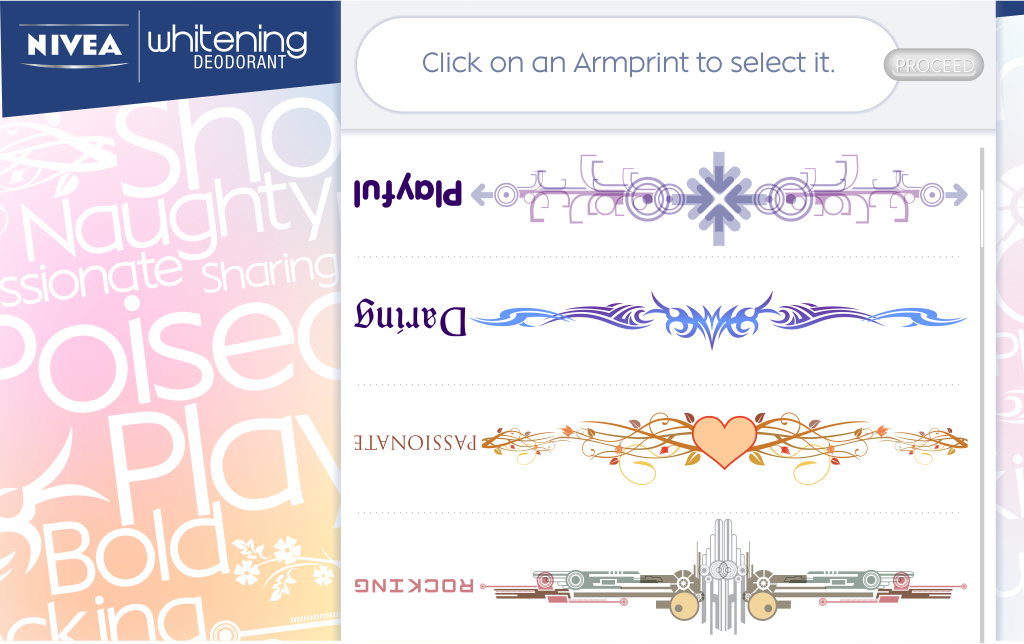 NIVEA
whitening
DEODORANT
Click on an Armprint to select it.
PROCEED
Sho
Naughty
ssionate Sharing
Poised
Play
Bold
cking
Playful
Daring
PASSIONATE
ROCKING